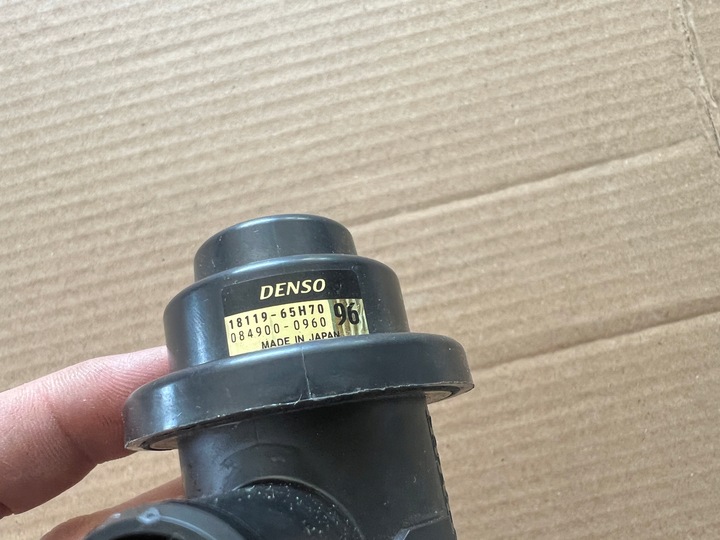 DENSO
18119-65H70
084900-0960 96
MADE IN JAPAN